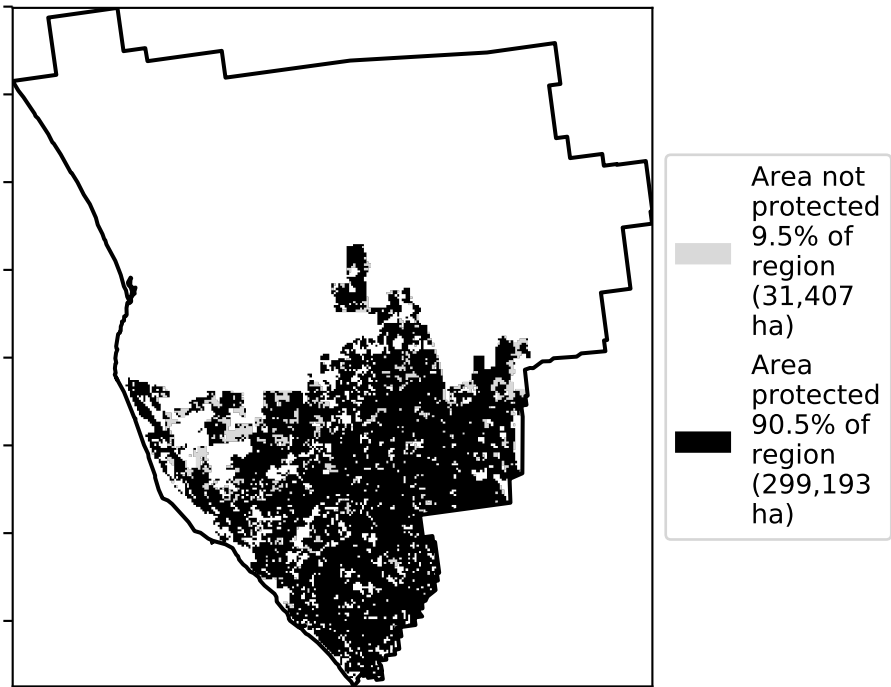 Area not
protected
9.5% of
region
(31,407
ha)
Area
protected
90.5% of
region
(299,193
ha)